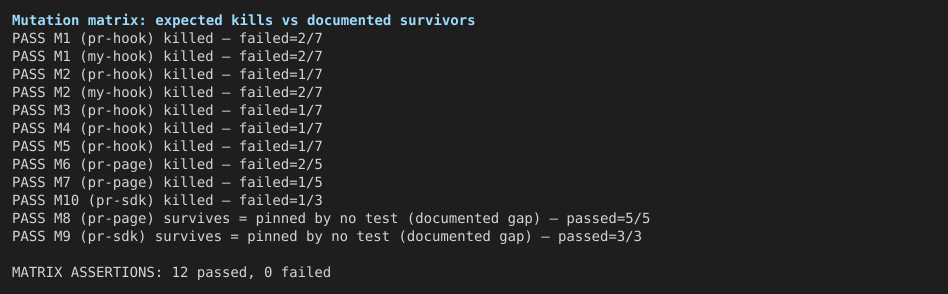 Mutation matrix: expected kills vs documented survivors
PASS M1 (pr-hook) killed — failed=2/7
PASS M1 (my-hook) killed — failed=2/7
PASS M2 (pr-hook) killed — failed=1/7
PASS M2 (my-hook) killed — failed=2/7
PASS M3 (pr-hook) killed — failed=1/7
PASS M4 (pr-hook) killed — failed=1/7
PASS M5 (pr-hook) killed — failed=1/7
PASS M6 (pr-page) killed — failed=2/5
PASS M7 (pr-page) killed — failed=1/5
PASS M10 (pr-sdk) killed — failed=1/3
PASS M8 (pr-page) survives = pinned by no test (documented gap) — passed=5/5
PASS M9 (pr-sdk) survives = pinned by no test (documented gap) — passed=3/3
MATRIX ASSERTIONS: 12 passed, 0 failed